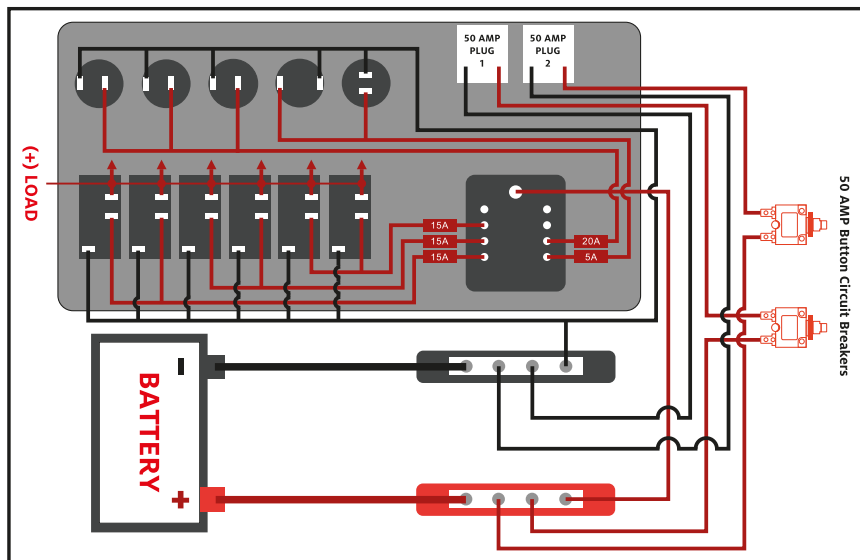 50 AMP
PLUG
1
50 AMP
PLUG
2
(+) LOAD
15A
15A
15A
20A
5A
50 AMP Button Circuit Breakers
BATTERY
-
+